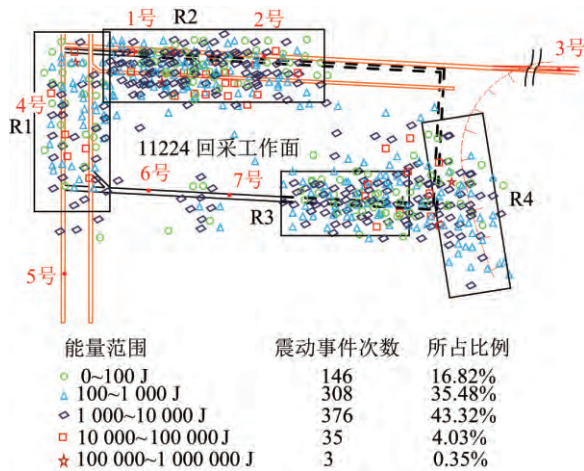 1号 R2 2号
3号
4号
R1
11224 回采工作面
6号
7号
R3
R4
5号
能量范围 震动事件次数 所占比例
0~100 J 146 16.82%
100~1 000 J 308 35.48%
1 000~10 000 J 376 43.32%
10 000~100 000 J 35 4.03%
100 000~1 000 000 J 3 0.35%